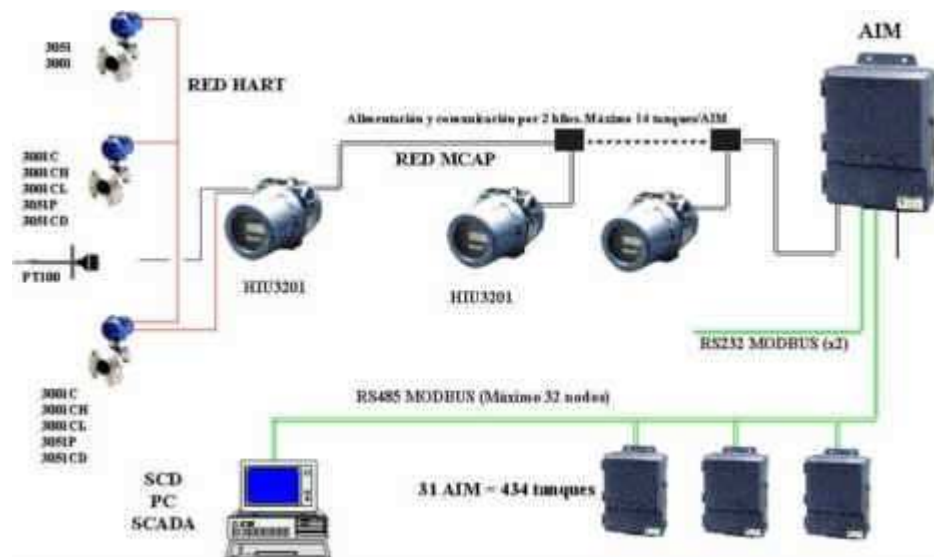 AIM
3051
3001
RED HART
Alimentación y comunicación por 2 hilos. Máximo 14 tanques/AIM
RED MCAP
3001C
3001CH
3001CL
3051P
3051CD
PT100
HIU3201
HIU3201
RS232 MODBUS (x2)
RS485 MODBUS (Máximo 32 nodos)
3001C
3001CH
3001CL
3051P
3051CD
SCD
PC
SCADA
31 AIM = 434 tanques